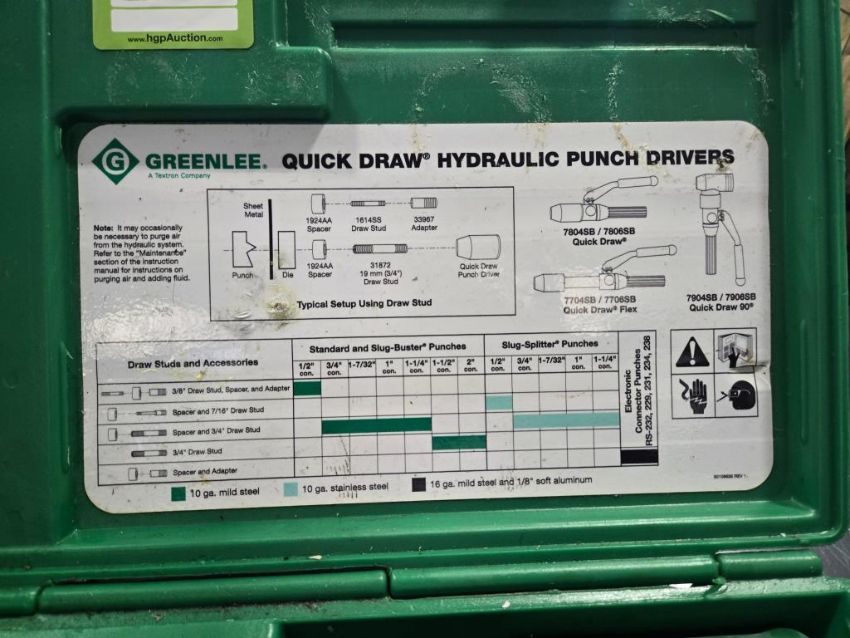 www.hgpAuction.com
GREENLEE®
A Textron Company
QUICK DRAW® HYDRAULIC PUNCH DRIVERS
Note: It may occasionally
be necessary to purge air
from the hydraulic system.
Refer to the "Maintenance"
section of the instruction
manual for instructions on
purging air and adding fluid.
Sheet
Metal
1924AA
Spacer
1614SS
Draw Stud
33967
Adapter
Punch
Die
1924AA
Spacer
31872
19 mm (3/4")
Draw Stud
Quick Draw
Punch Driver
Typical Setup Using Draw Stud
7804SB / 7806SB
Quick Draw®
7704SB / 7706SB
Quick Draw® Flex
7904SB / 7906SB
Quick Draw 90®
Draw Studs and Accessories
Standard and Slug-Buster® Punches
Slug-Splitter® Punches
1/2" con.
3/4" con.
1-7/32"
1" con.
1-1/4" con.
1-1/2" con.
2" con.
1/2" con.
3/4" con.
1-7/32"
1" con.
1-1/4" con.
Electronic
Connector Punches
RS-232, 229, 231, 234, 238
3/8" Draw Stud, Spacer, and Adapter
Spacer and 7/16" Draw Stud
Spacer and 3/4" Draw Stud
3/4" Draw Stud
Spacer and Adapter
10 ga. mild steel
10 ga. stainless steel
16 ga. mild steel and 1/8" soft aluminum
G